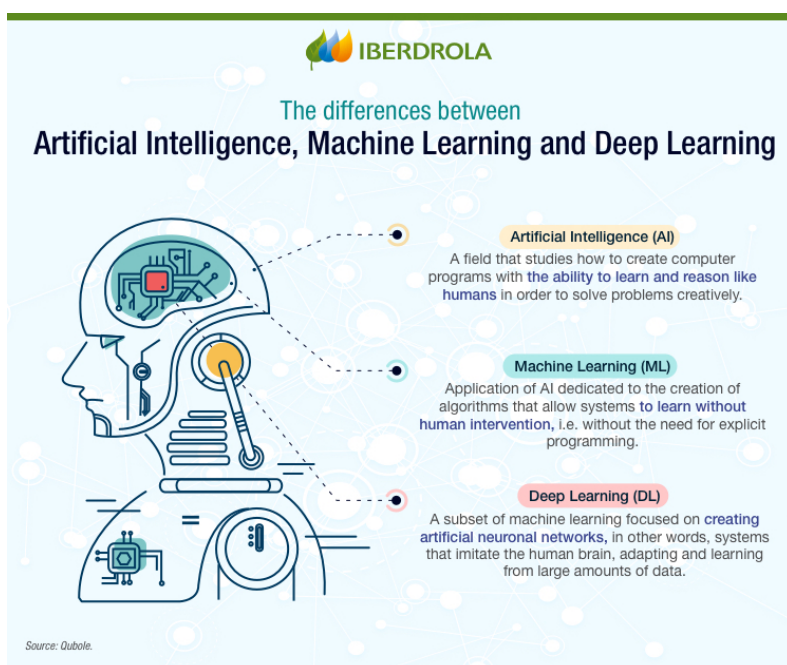 IBERDROLA
The differences between
Artificial Intelligence, Machine Learning and Deep Learning
Artificial Intelligence (AI)
A field that studies how to create computer
programs with the ability to learn and reason like
humans in order to solve problems creatively.
Machine Learning (ML)
Application of AI dedicated to the creation of
algorithms that allow systems to learn without
human intervention, i.e. without the need for explicit
programming.
Deep Learning (DL)
A subset of machine learning focused on creating
artificial neuronal networks, in other words, systems
that imitate the human brain, adapting and learning
from large amounts of data.
Source: Qubole.